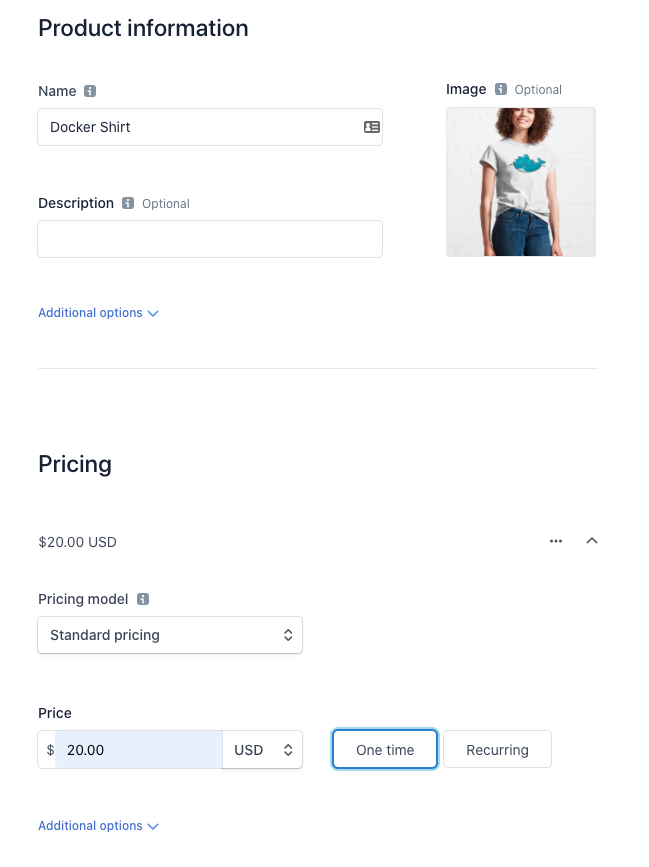 Product information
Name
Image Optional
Docker Shirt
Description Optional
Additional options
Pricing
$20.00 USD
Pricing model
Standard pricing
Price
$ 20.00 USD One time Recurring
Additional options